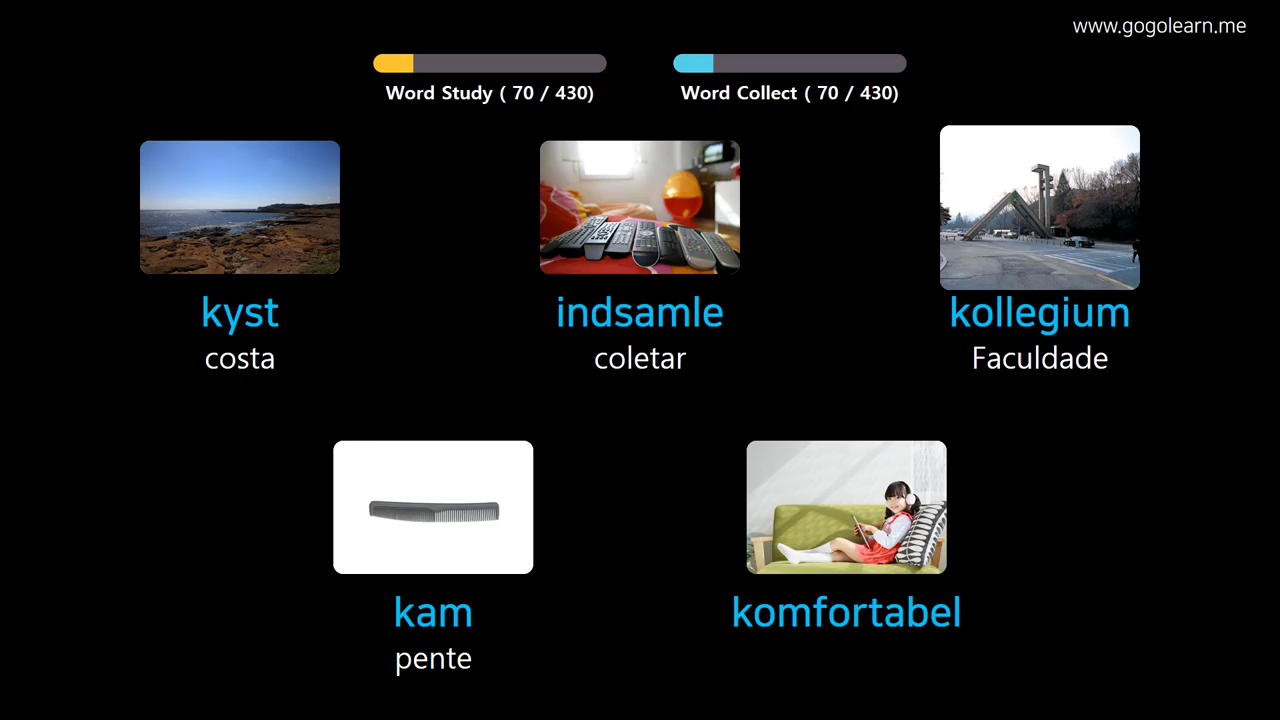 www.gogolearn.me
Word Study ( 70 / 430)
Word Collect ( 70 / 430)
kyst
costa
indsamle
coletar
kollegium
Faculdade
kam
pente
komfortabel